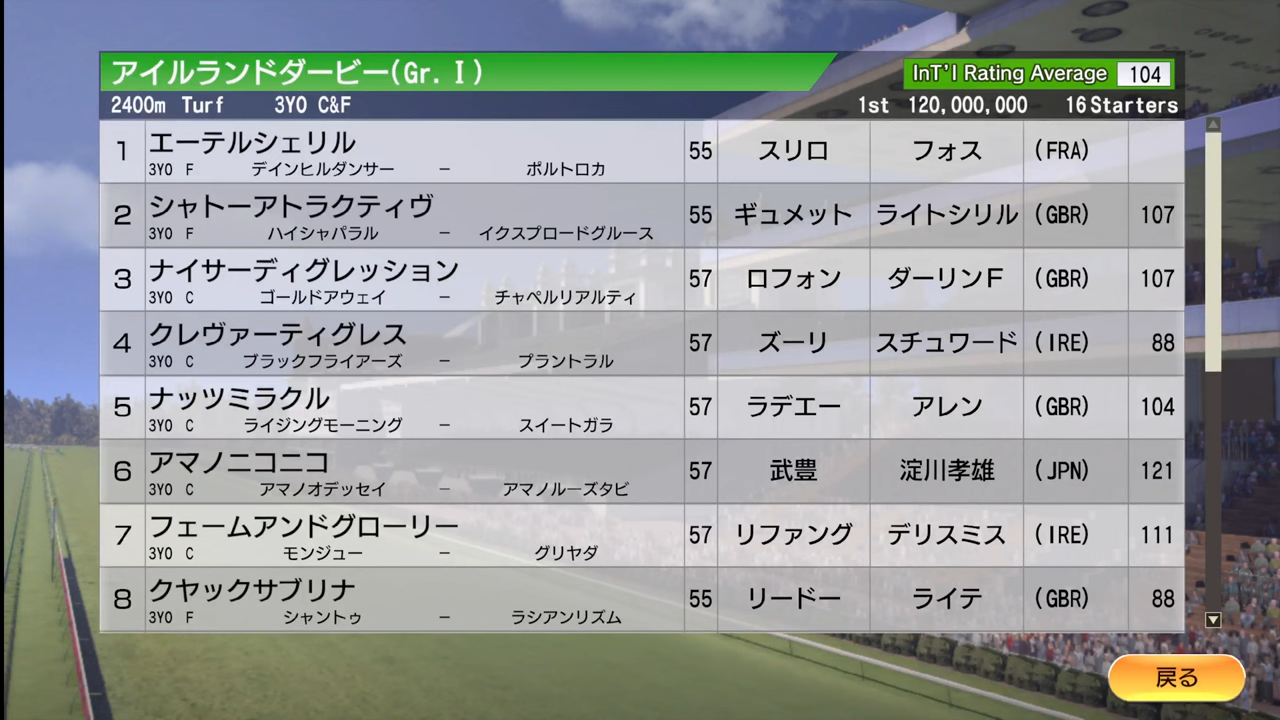 アイルランドダービー(Gr.Ⅰ) InT'l Rating Average 104
2400m Turf 3YO C&F 1st 120,000,000 16Starters
1 エーテルシェリル 55 スリロ フォス (FRA)
3YO F デインヒルダンサー － ポルトロカ
2 シャトーアトラクティヴ 55 ギュメット ライトシリル (GBR) 107
3YO F ハイシャパラル － イクスプロードグルース
3 ナイサーディグレッション 57 ロフォン ダーリンF (GBR) 107
3YO C ゴールドアウェイ － チャペルリアルティ
4 クレヴァーティグレス 57 ズーリ スチュワード (IRE) 88
3YO C ブラックフライアーズ － プラントラル
5 ナッツミラクル 57 ラデエー アレン (GBR) 104
3YO C ライジングモーニング － スイートガラ
6 アマノニコニコ 57 武豊 淀川孝雄 (JPN) 121
3YO C アマノオデッセイ － アマノルーズタビ
7 フェームアンドグローリー 57 リファング デリスミス (IRE) 111
3YO C モンジュー － グリヤダ
8 クヤックサブリナ 55 リードー ライテ (GBR) 88
3YO F シャントゥ － ラシアンリズム
戻る